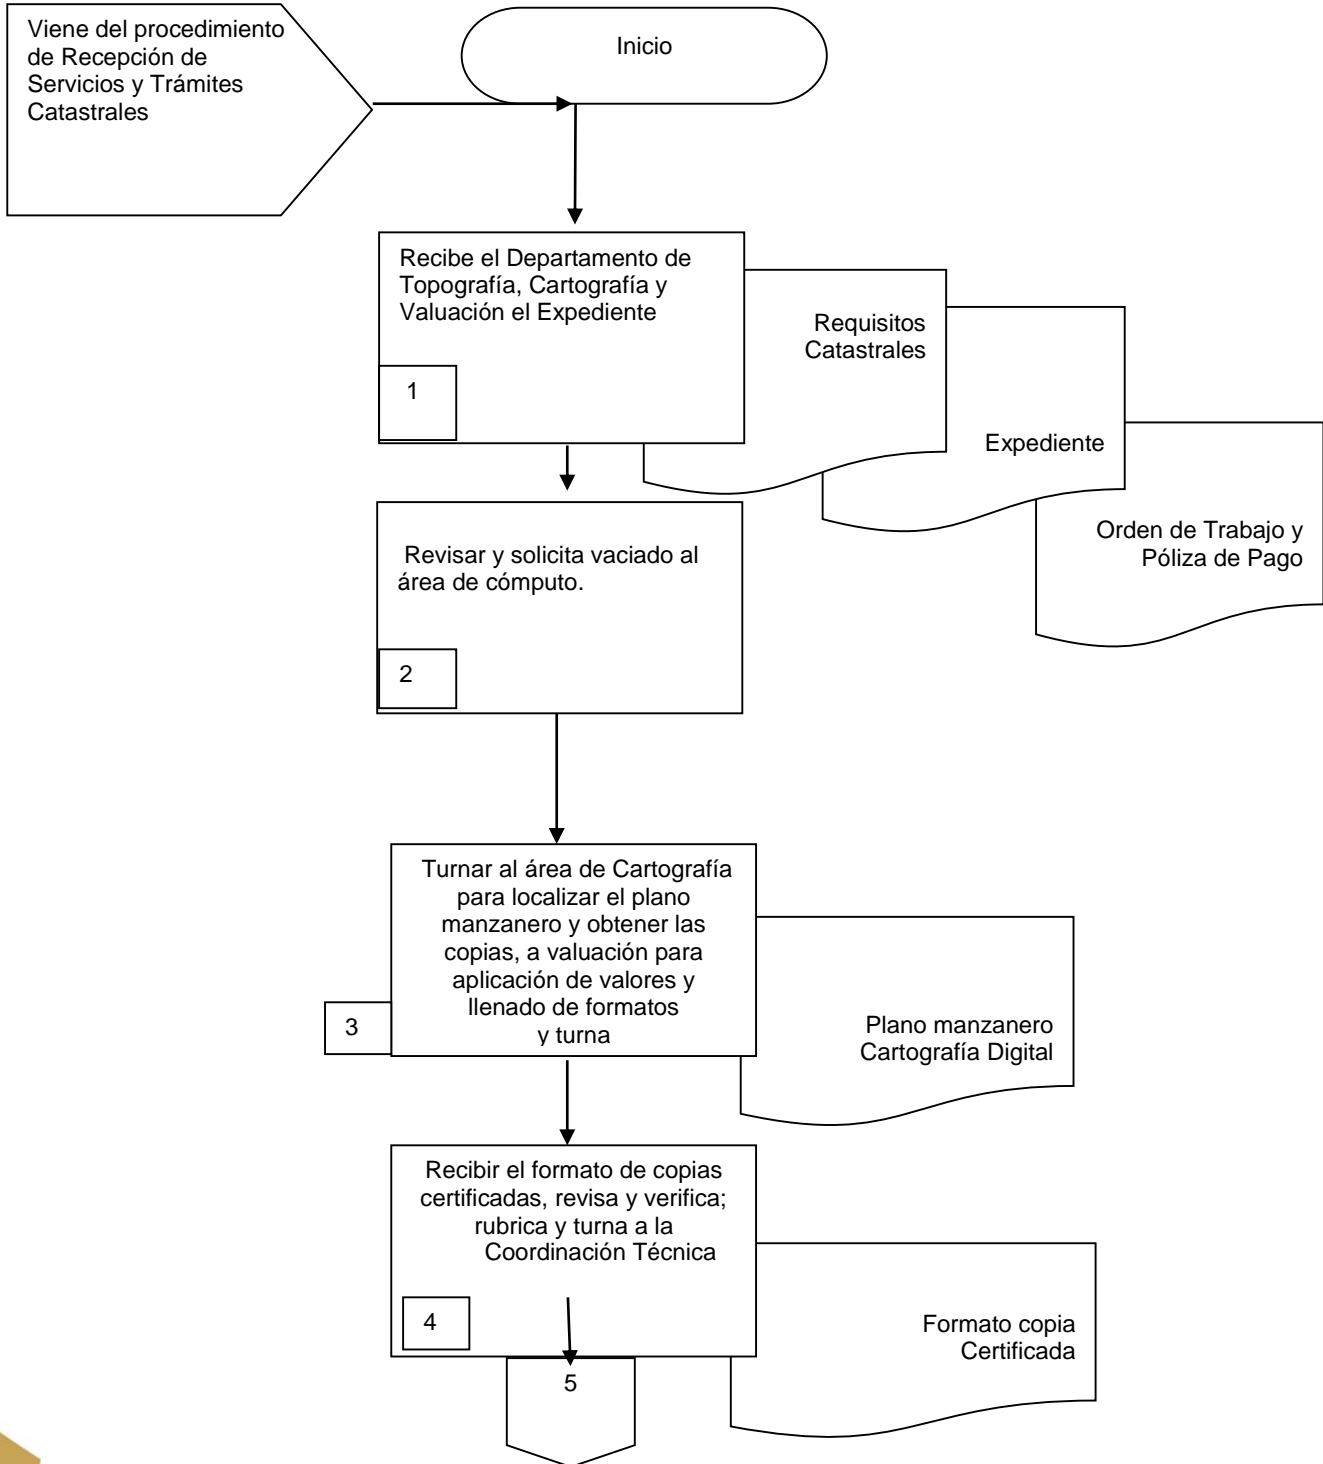 Viene del procedimiento
de Recepción de
Servicios y Trámites
Catastrales
Inicio
Recibe el Departamento de
Topografía, Cartografía y
Valuación el Expediente
1
Requisitos
Catastrales
Expediente
Orden de Trabajo y
Póliza de Pago
Revisar y solicita vaciado al
área de cómputo.
2
Turnar al área de Cartografía
para localizar el plano
manzanero y obtener las
copias, a valuación para
aplicación de valores y
llenado de formatos
y turna
3
Plano manzanero
Cartografía Digital
Recibir el formato de copias
certificadas, revisa y verifica;
rubrica y turna a la
Coordinación Técnica
4
Formato copia
Certificada
5